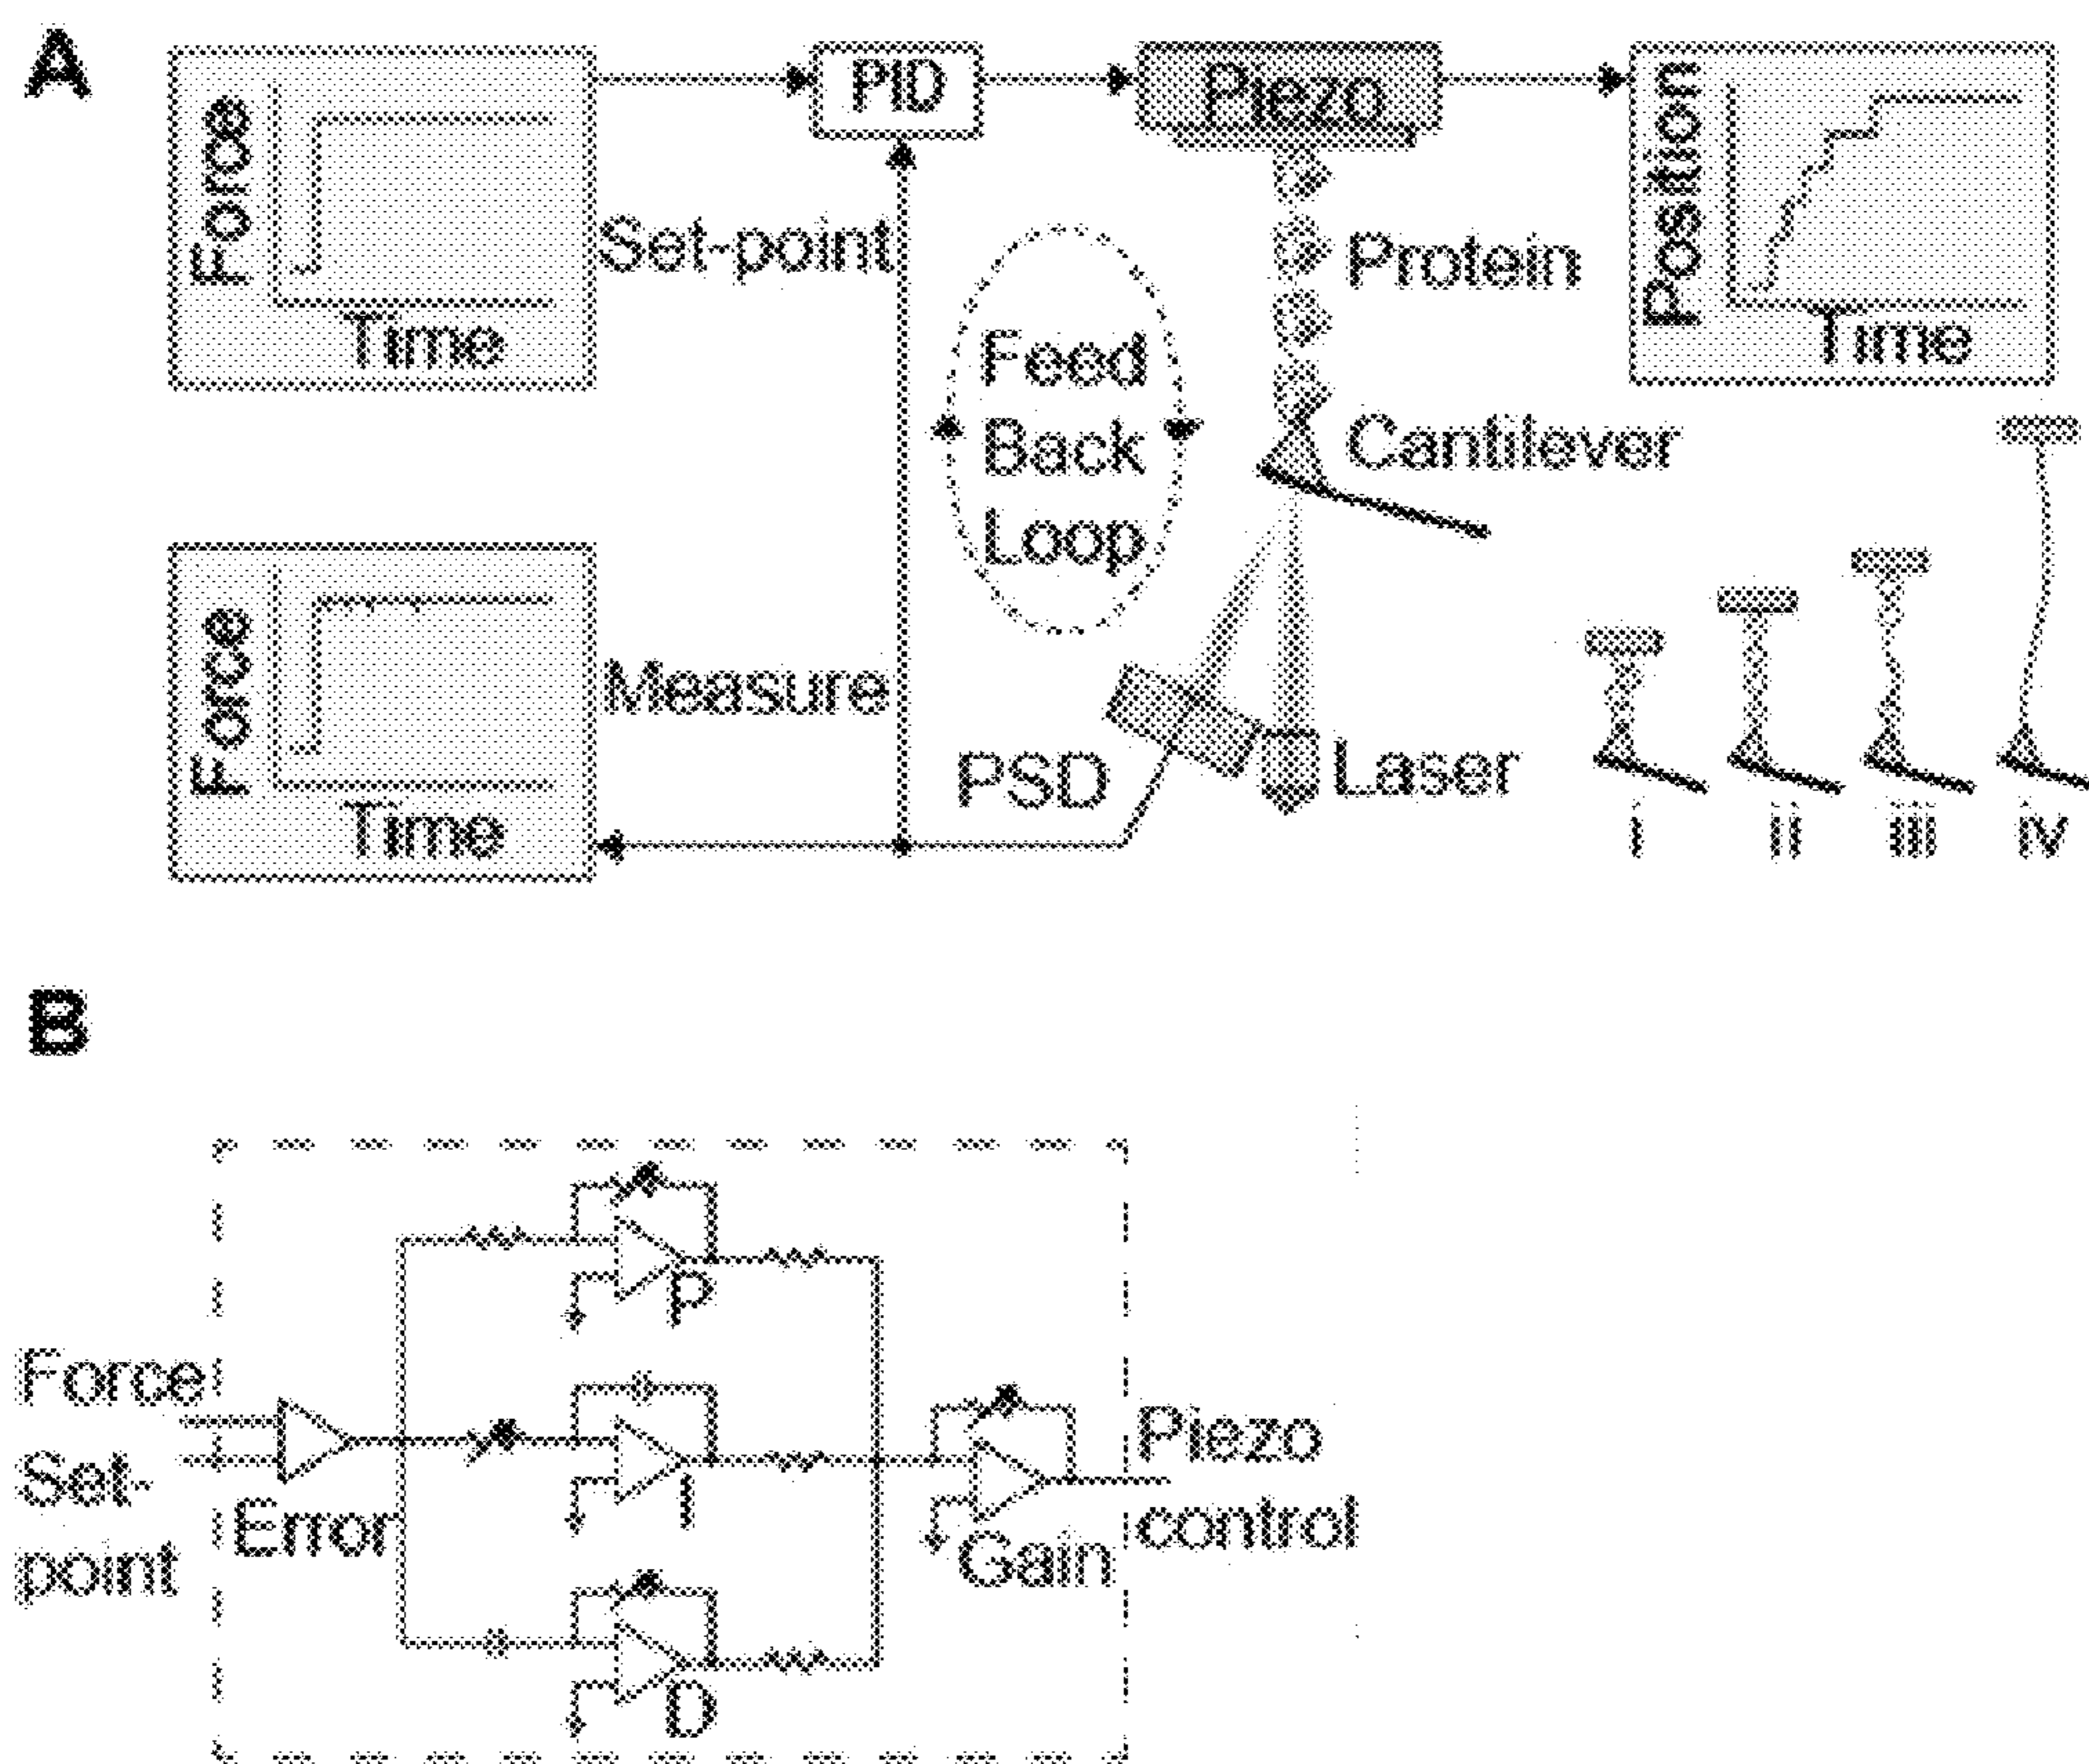 A
Force
Time
Set-point
PID
Piezo
Position
Time
Protein
Feed
Back
Loop
Cantilever
Force
Time
Measure
PSD
Laser
i
ii
iii
iv
B
Force
Set-
point
Error
P
I
D
Gain
Piezo
control